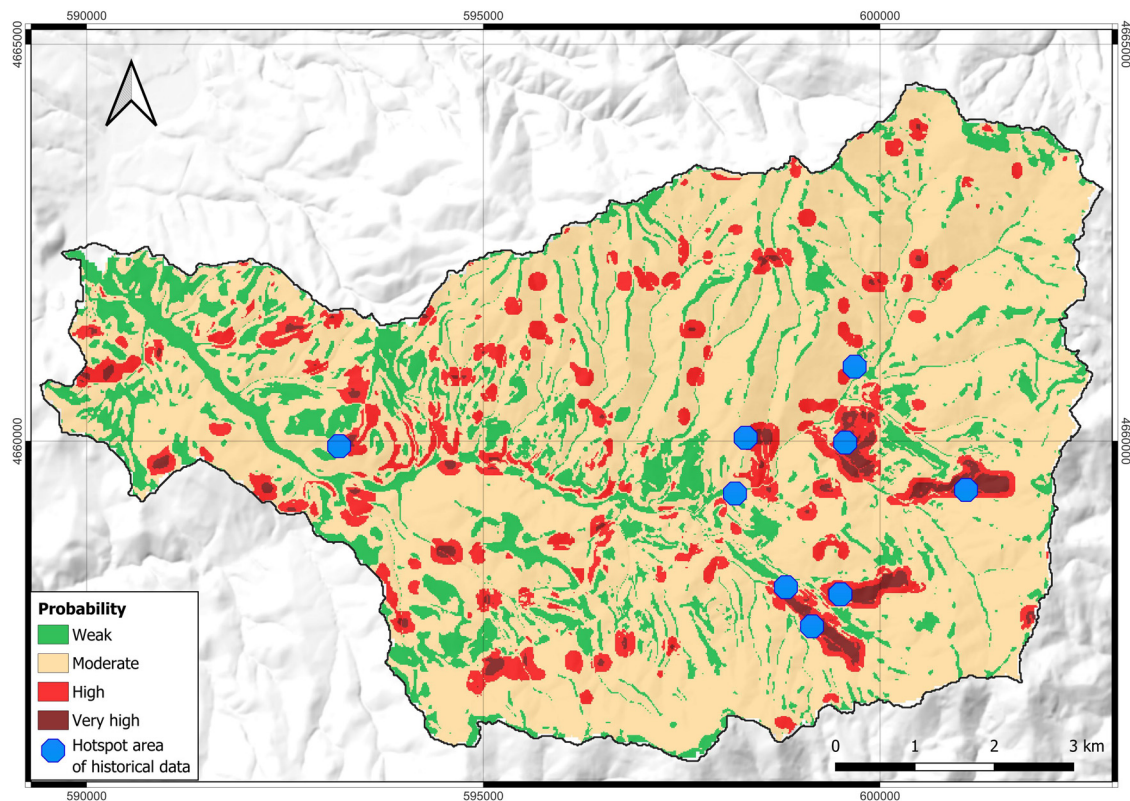 590000 595000 600000
4665000 4665000
4660000 4660000
Probability
Weak
Moderate
High
Very high
Hotspot area
of historical data
0 1 2 3 km
590000 595000 600000